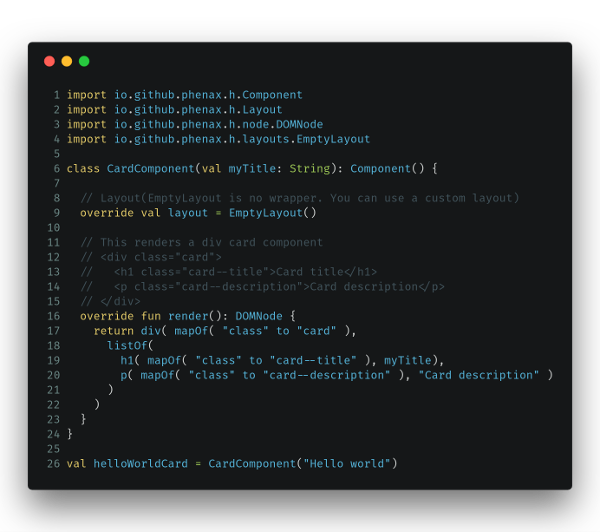 1 import io.github.phenax.h.Component
2 import io.github.phenax.h.Layout
3 import io.github.phenax.h.node.DOMNode
4 import io.github.phenax.h.layouts.EmptyLayout
5
6 class CardComponent(val myTitle: String): Component() {
7
8   // Layout(EmptyLayout is no wrapper. You can use a custom layout)
9   override val layout = EmptyLayout()
10
11   // This renders a div card component
12   // <div class="card">
13   //   <h1 class="card--title">Card title</h1>
14   //   <p class="card--description">Card description</p>
15   // </div>
16   override fun render(): DOMNode {
17     return div( mapOf( "class" to "card" ),
18       listOf(
19         h1( mapOf( "class" to "card--title" ), myTitle),
20         p( mapOf( "class" to "card--description" ), "Card description" )
21       )
22     )
23   }
24 }
25
26 val helloWorldCard = CardComponent("Hello world")